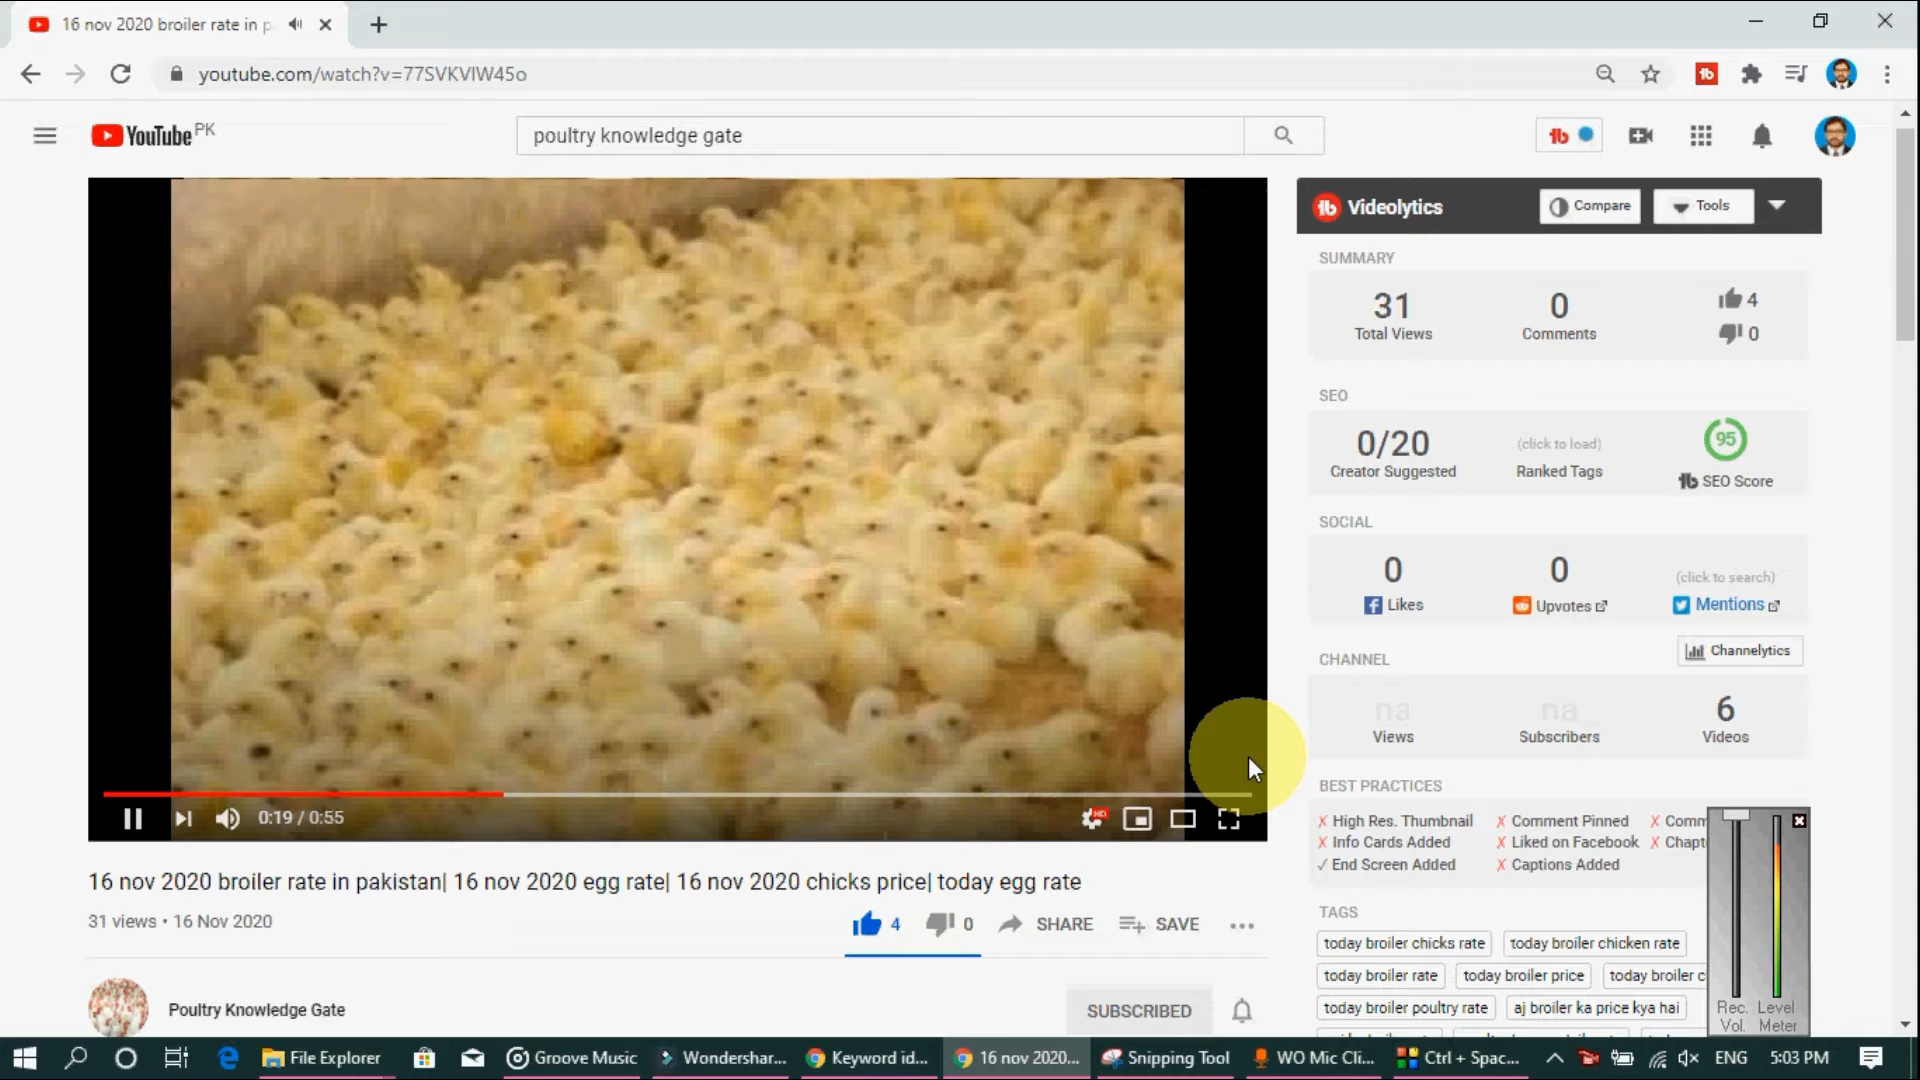 16 nov 2020 broiler rate in p
youtube.com/watch?v=77SVKVlW45o
YouTube PK
poultry knowledge gate
Videolytics
Compare
Tools
SUMMARY
31
0
4
Total Views
Comments
0
SEO
0/20
(click to load)
95
Creator Suggested
Ranked Tags
SEO Score
SOCIAL
0
0
(click to search)
Likes
Upvotes
Mentions
CHANNEL
Channelytics
na
na
6
Views
Subscribers
Videos
BEST PRACTICES
High Res. Thumbnail
Comment Pinned
Comm
Info Cards Added
Liked on Facebook
Chapt
End Screen Added
Captions Added
TAGS
today broiler chicks rate
today broiler chicken rate
today broiler rate
today broiler price
today broiler c
today broiler poultry rate
aj broiler ka price kya hai
Rec. Vol.
Level Meter
0:19 / 0:55
HD
16 nov 2020 broiler rate in pakistan| 16 nov 2020 egg rate| 16 nov 2020 chicks price| today egg rate
31 views • 16 Nov 2020
4
0
SHARE
SAVE
Poultry Knowledge Gate
SUBSCRIBED
File Explorer
Groove Music
Wondershar...
Keyword id...
16 nov 2020...
Snipping Tool
WO Mic Cli...
Ctrl + Spac...
ENG
5:03 PM